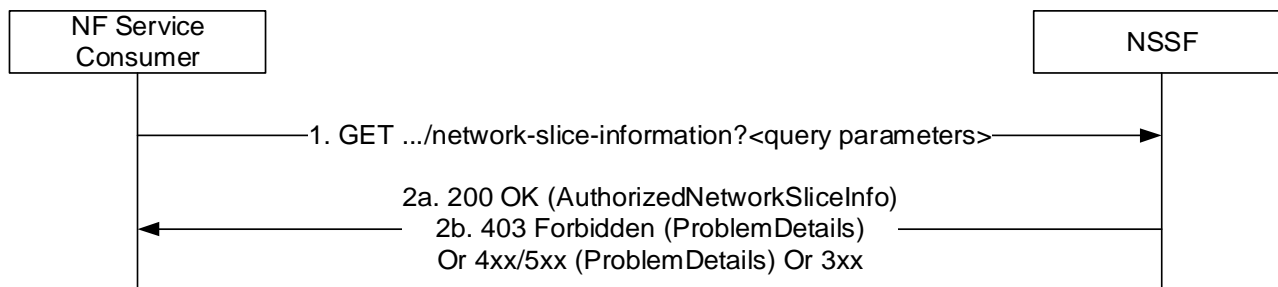 NF Service
Consumer
NSSF
1. GET .../network-slice-information?<query parameters>
2a. 200 OK (AuthorizedNetworkSliceInfo)
2b. 403 Forbidden (ProblemDetails)
Or 4xx/5xx (ProblemDetails) Or 3xx